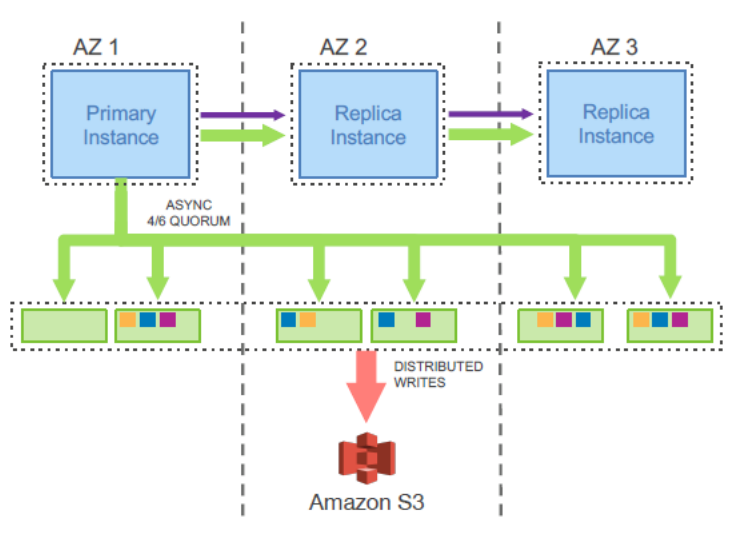 AZ 1
AZ 2
AZ 3
Primary
Instance
Replica
Instance
Replica
Instance
ASYNC
4/6 QUORUM
DISTRIBUTED
WRITES
Amazon S3